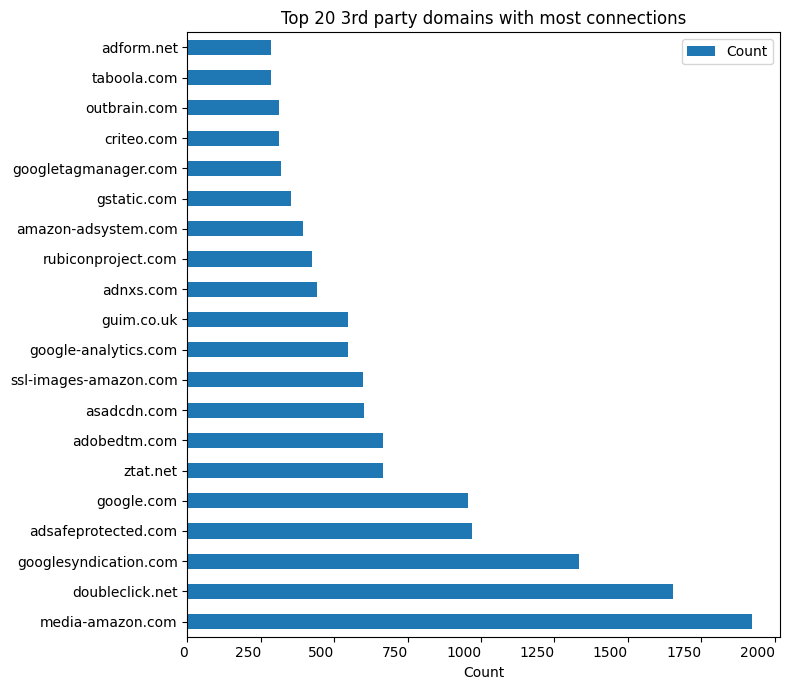 Top 20 3rd party domains with most connections
Count
adform.net
taboola.com
outbrain.com
criteo.com
googletagmanager.com
gstatic.com
amazon-adsystem.com
rubiconproject.com
adnxs.com
guim.co.uk
google-analytics.com
ssl-images-amazon.com
asadcdn.com
adobedtm.com
ztat.net
google.com
adsafeprotected.com
googlesyndication.com
doubleclick.net
media-amazon.com
0 250 500 750 1000 1250 1500 1750 2000
Count